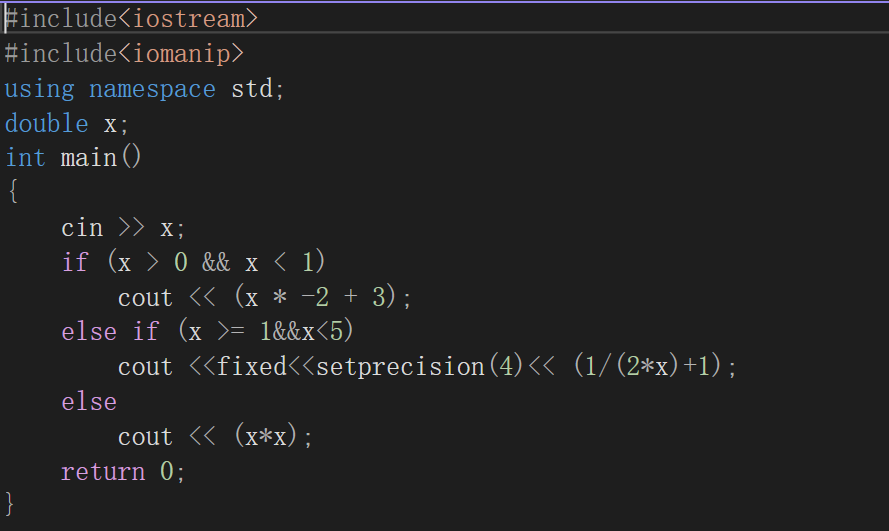 #include<iostream>
#include<iomanip>
using namespace std;
double x;
int main()
{
    cin >> x;
    if (x > 0 && x < 1)
        cout << (x * -2 + 3);
    else if (x >= 1&&x<5)
        cout <<fixed<<setprecision(4)<< (1/(2*x)+1);
    else
        cout << (x*x);
    return 0;
}